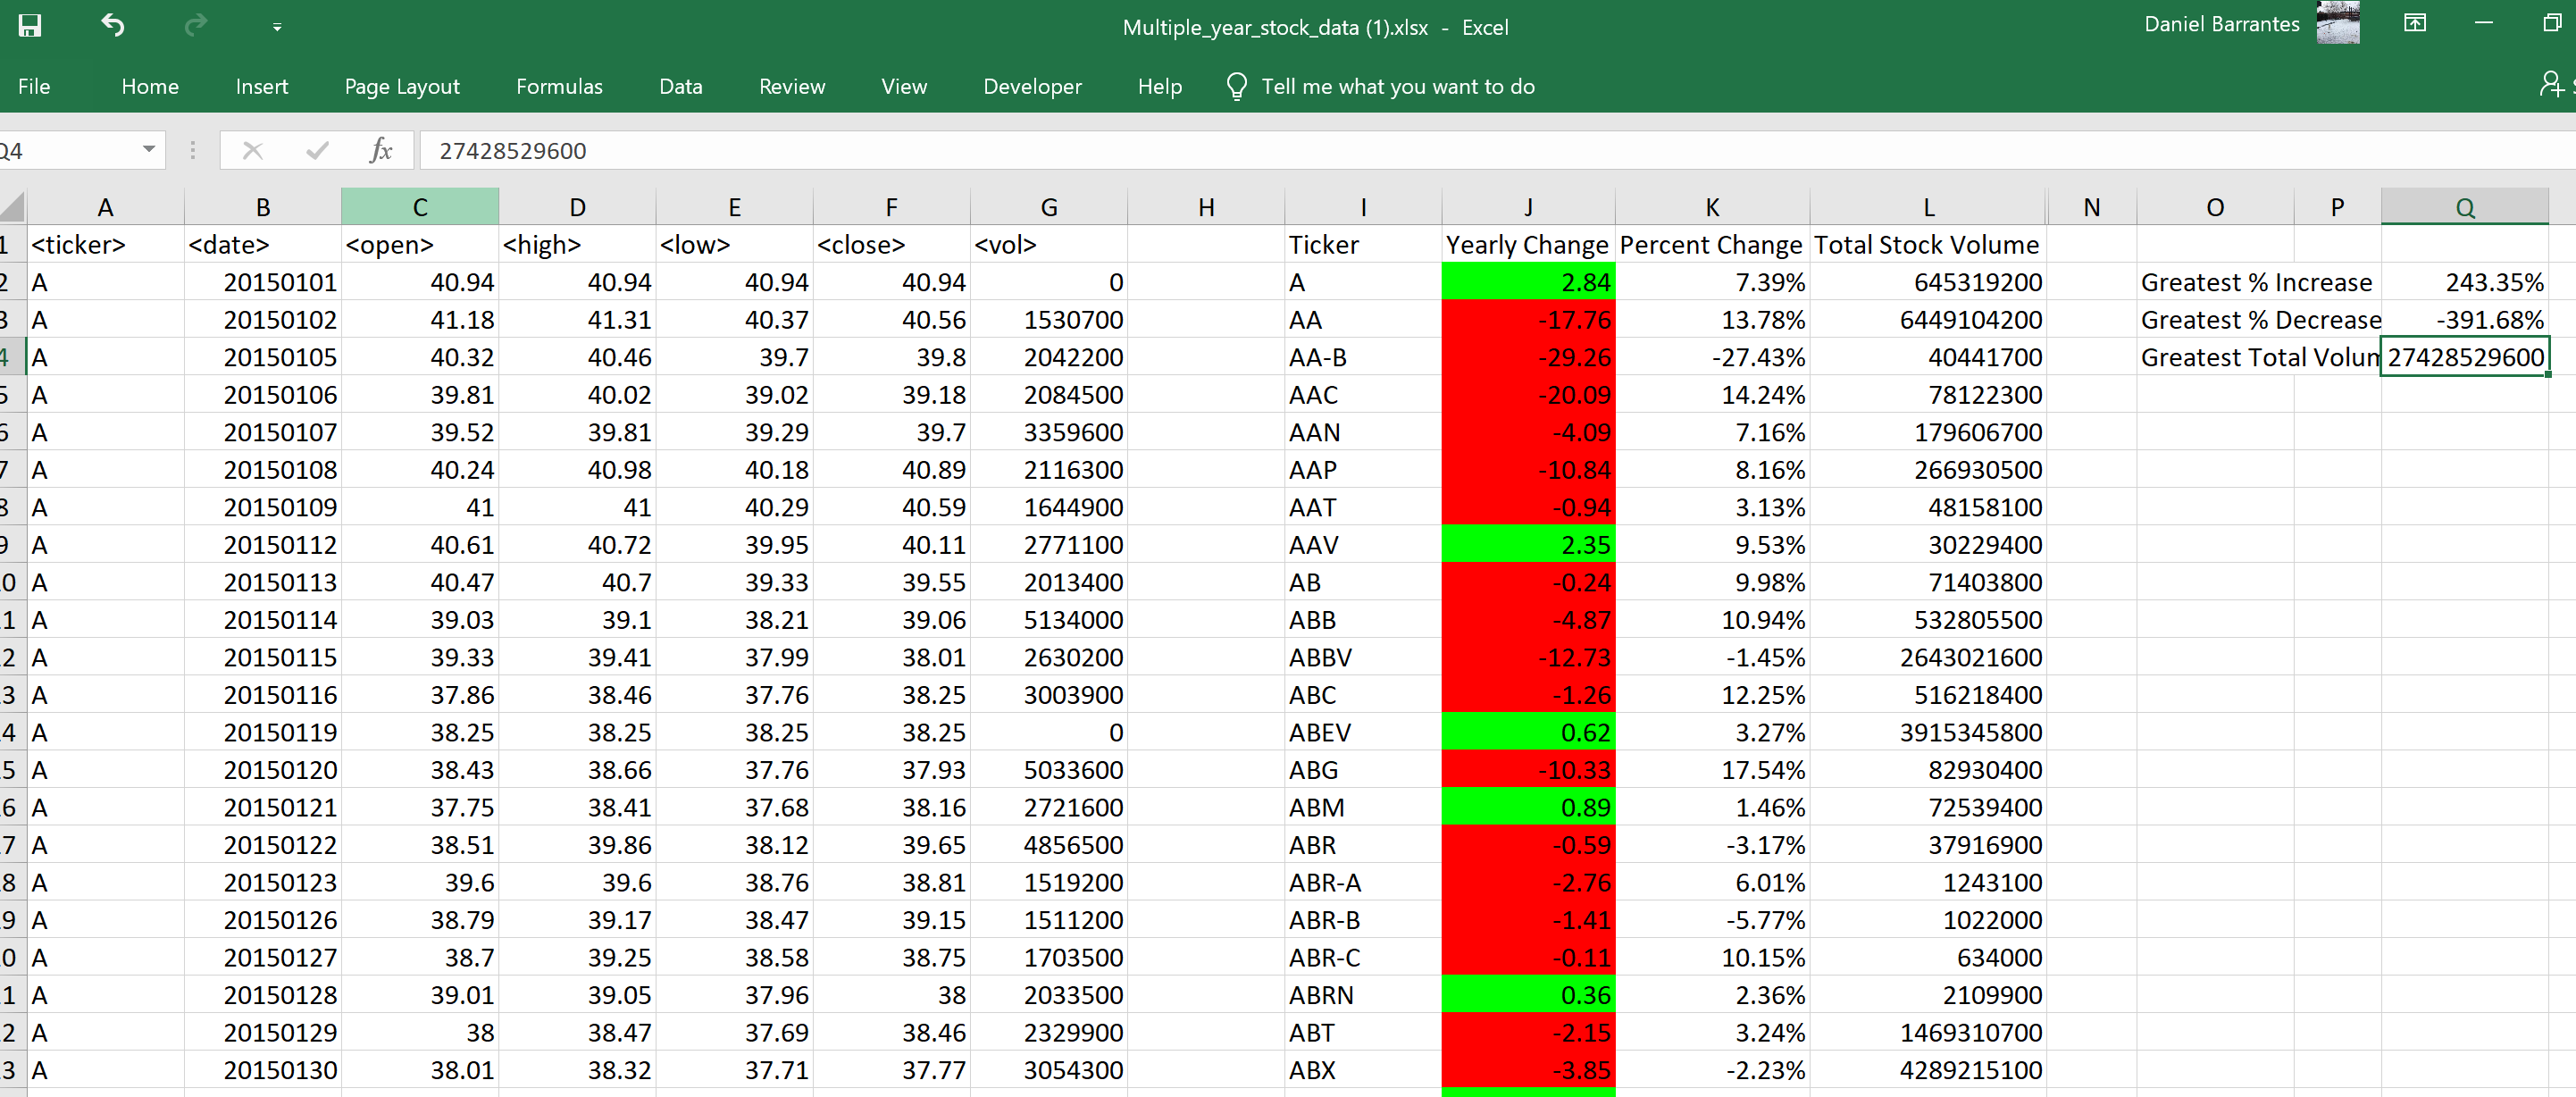 Multiple_year_stock_data (1).xlsx - Excel
Daniel Barrantes
File Home Insert Page Layout Formulas Data Review View Developer Help Tell me what you want to do
Q4 fx 27428529600
A B C D E F G H I J K L N O P Q
1 <ticker> <date> <open> <high> <low> <close> <vol> Ticker Yearly Change Percent Change Total Stock Volume
2 A 20150101 40.94 40.94 40.94 40.94 0 A 2.84 7.39% 645319200 Greatest % Increase 243.35%
3 A 20150102 41.18 41.31 40.37 40.56 1530700 AA -17.76 13.78% 6449104200 Greatest % Decrease -391.68%
4 A 20150105 40.32 40.46 39.7 39.8 2042200 AA-B -29.26 -27.43% 40441700 Greatest Total Volum 27428529600
5 A 20150106 39.81 40.02 39.02 39.18 2084500 AAC -20.09 14.24% 78122300
6 A 20150107 39.52 39.81 39.29 39.7 3359600 AAN -4.09 7.16% 179606700
7 A 20150108 40.24 40.98 40.18 40.89 2116300 AAP -10.84 8.16% 266930500
8 A 20150109 41 41 40.29 40.59 1644900 AAT -0.94 3.13% 48158100
9 A 20150112 40.61 40.72 39.95 40.11 2771100 AAV 2.35 9.53% 30229400
0 A 20150113 40.47 40.7 39.33 39.55 2013400 AB -0.24 9.98% 71403800
1 A 20150114 39.03 39.1 38.21 39.06 5134000 ABB -4.87 10.94% 532805500
2 A 20150115 39.33 39.41 37.99 38.01 2630200 ABBV -12.73 -1.45% 2643021600
3 A 20150116 37.86 38.46 37.76 38.25 3003900 ABC -1.26 12.25% 516218400
4 A 20150119 38.25 38.25 38.25 38.25 0 ABEV 0.62 3.27% 3915345800
5 A 20150120 38.43 38.66 37.76 37.93 5033600 ABG -10.33 17.54% 82930400
6 A 20150121 37.75 38.41 37.68 38.16 2721600 ABM 0.89 1.46% 72539400
7 A 20150122 38.51 39.86 38.12 39.65 4856500 ABR -0.59 -3.17% 37916900
8 A 20150123 39.6 39.6 38.76 38.81 1519200 ABR-A -2.76 6.01% 1243100
9 A 20150126 38.79 39.17 38.47 39.15 1511200 ABR-B -1.41 -5.77% 1022000
0 A 20150127 38.7 39.25 38.58 38.75 1703500 ABR-C -0.11 10.15% 634000
1 A 20150128 39.01 39.05 37.96 38 2033500 ABRN 0.36 2.36% 2109900
2 A 20150129 38 38.47 37.69 38.46 2329900 ABT -2.15 3.24% 1469310700
3 A 20150130 38.01 38.32 37.71 37.77 3054300 ABX -3.85 -2.23% 4289215100